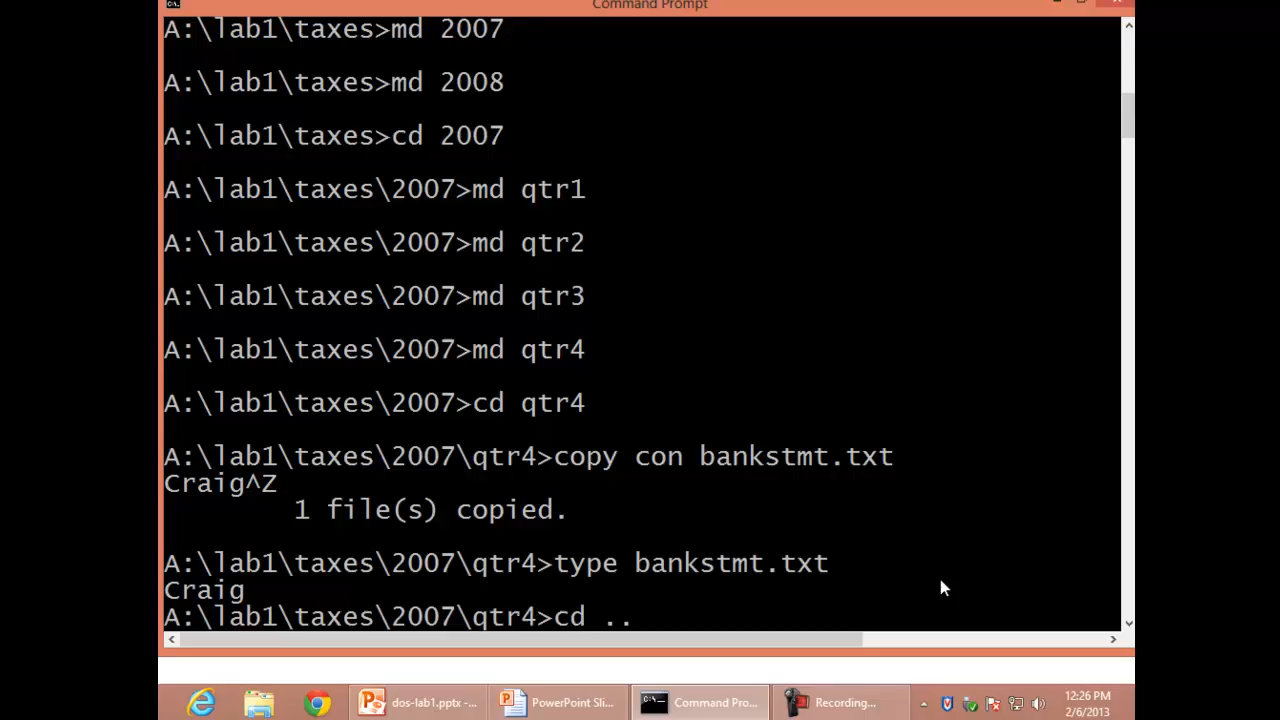 Command Prompt
A:\lab1\taxes>md 2007
A:\lab1\taxes>md 2008
A:\lab1\taxes>cd 2007
A:\lab1\taxes\2007>md qtr1
A:\lab1\taxes\2007>md qtr2
A:\lab1\taxes\2007>md qtr3
A:\lab1\taxes\2007>md qtr4
A:\lab1\taxes\2007>cd qtr4
A:\lab1\taxes\2007\qtr4>copy con bankstmt.txt
Craig^Z
1 file(s) copied.
A:\lab1\taxes\2007\qtr4>type bankstmt.txt
Craig
A:\lab1\taxes\2007\qtr4>cd ..
dos-lab1.pptx -...
PowerPoint Sli...
Command Pro...
Recording...
12:26 PM
2/6/2013